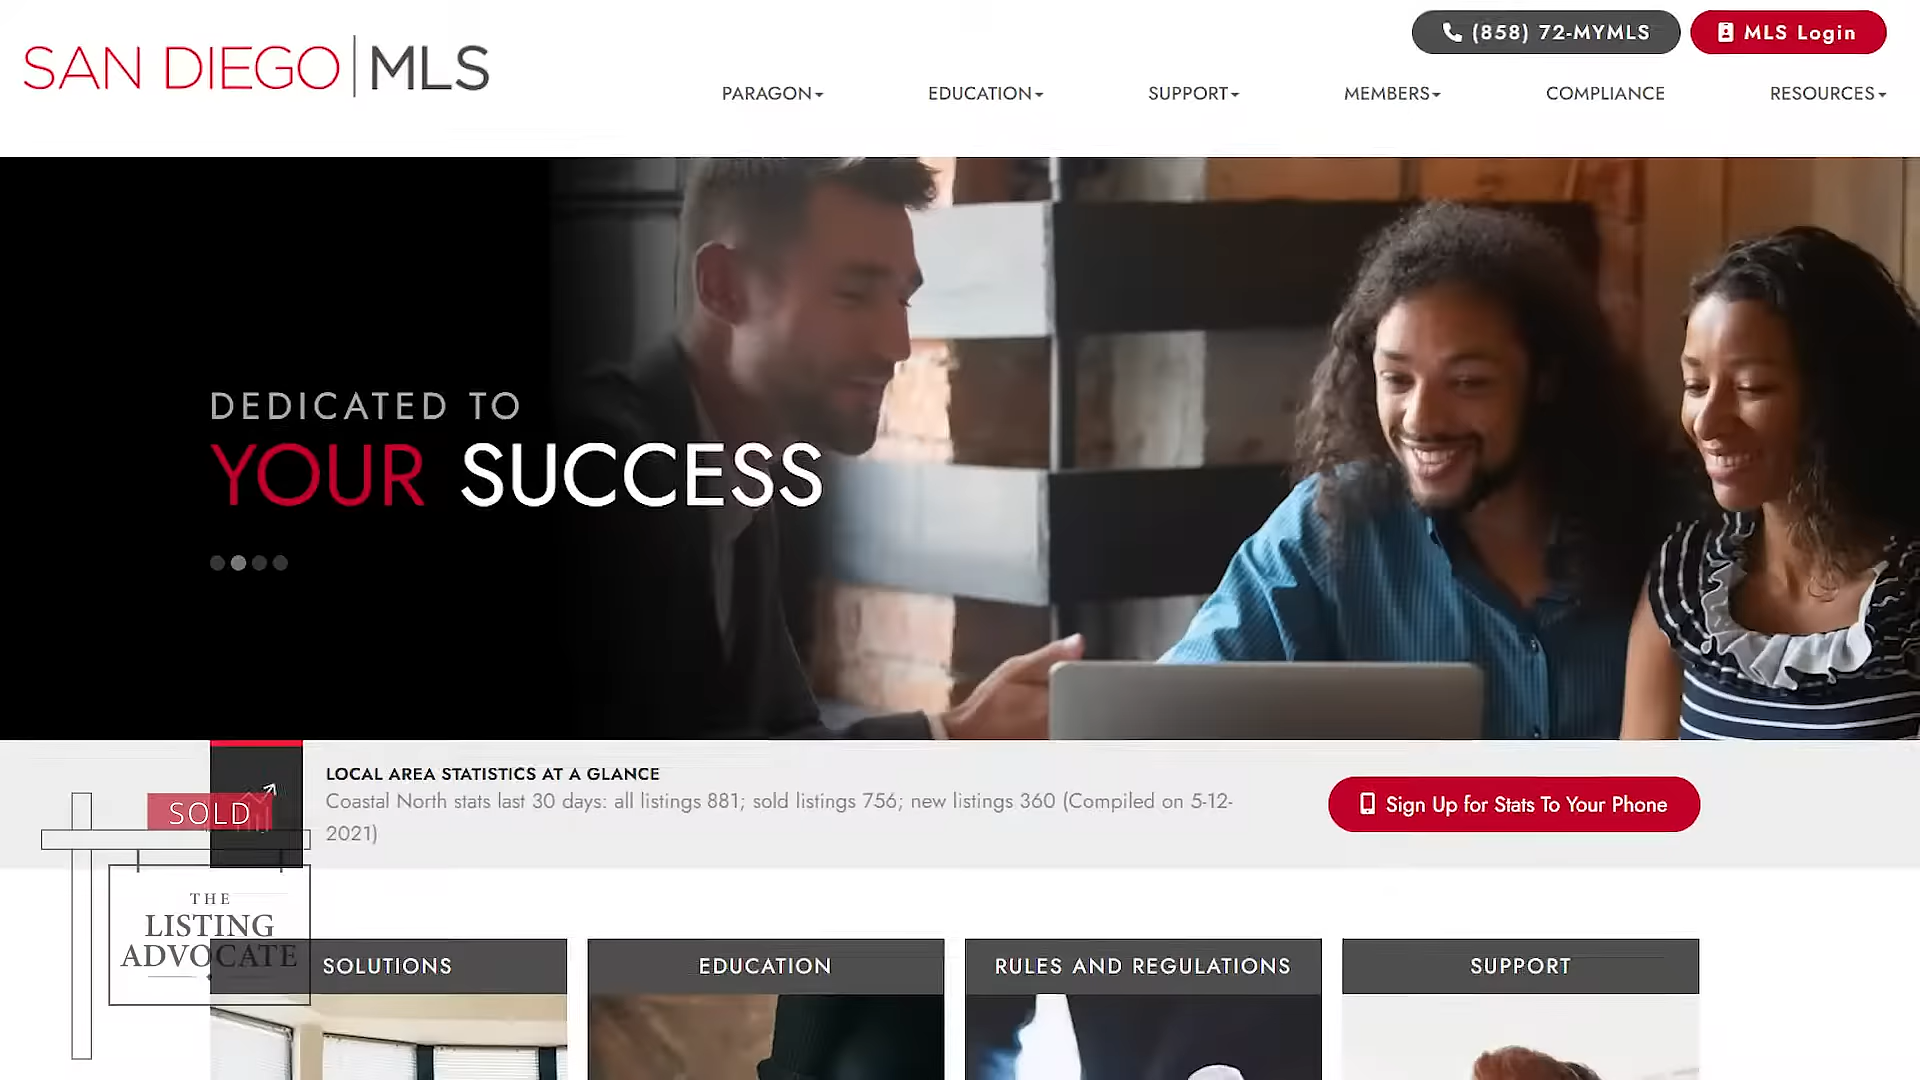 SAN DIEGO MLS
(858) 72-MYMLS
MLS Login
PARAGON
EDUCATION
SUPPORT
MEMBERS
COMPLIANCE
RESOURCES
DEDICATED TO
YOUR SUCCESS
LOCAL AREA STATISTICS AT A GLANCE
Coastal North stats last 30 days: all listings 881; sold listings 756; new listings 360 (Compiled on 5-12-
2021)
Sign Up for Stats To Your Phone
SOLD
THE
LISTING
ADVOCATE
SOLUTIONS
EDUCATION
RULES AND REGULATIONS
SUPPORT